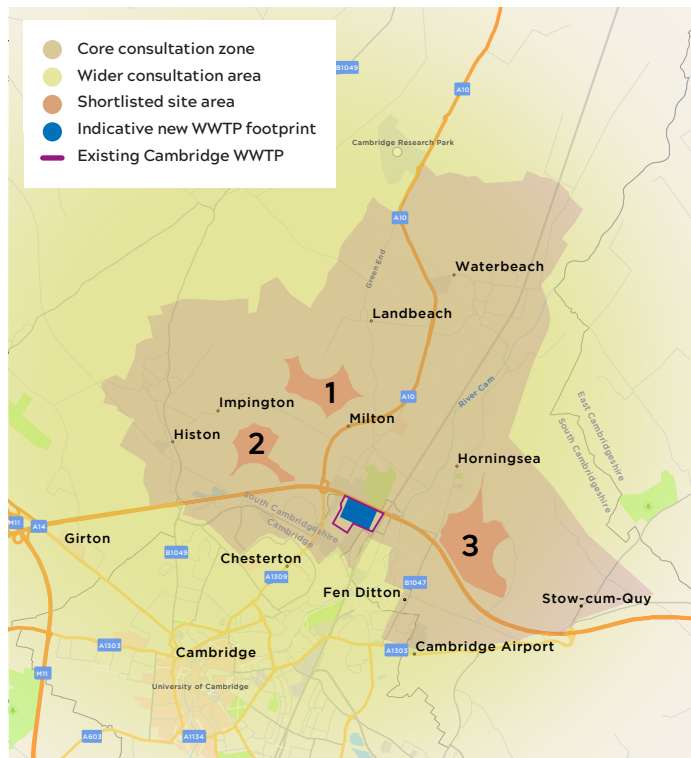 Core consultation zone
Wider consultation area
Shortlisted site area
Indicative new WWTP footprint
Existing Cambridge WWTP
B1049
A10
Cambridge Research Park
A10
Green End
Waterbeach
Landbeach
1
A10
River Cam
Impington
Milton
Histon
2
Horningsea
East Cambridgeshire
South Cambridgeshire
South Cambridgeshire
Cambridge
M11
A14
Girton
B1049
Chesterton
A1309
3
B1047
Fen Ditton
Stow-cum-Quy
A1303
Cambridge
A1303
Cambridge Airport
M11
University of Cambridge
A603
A1134